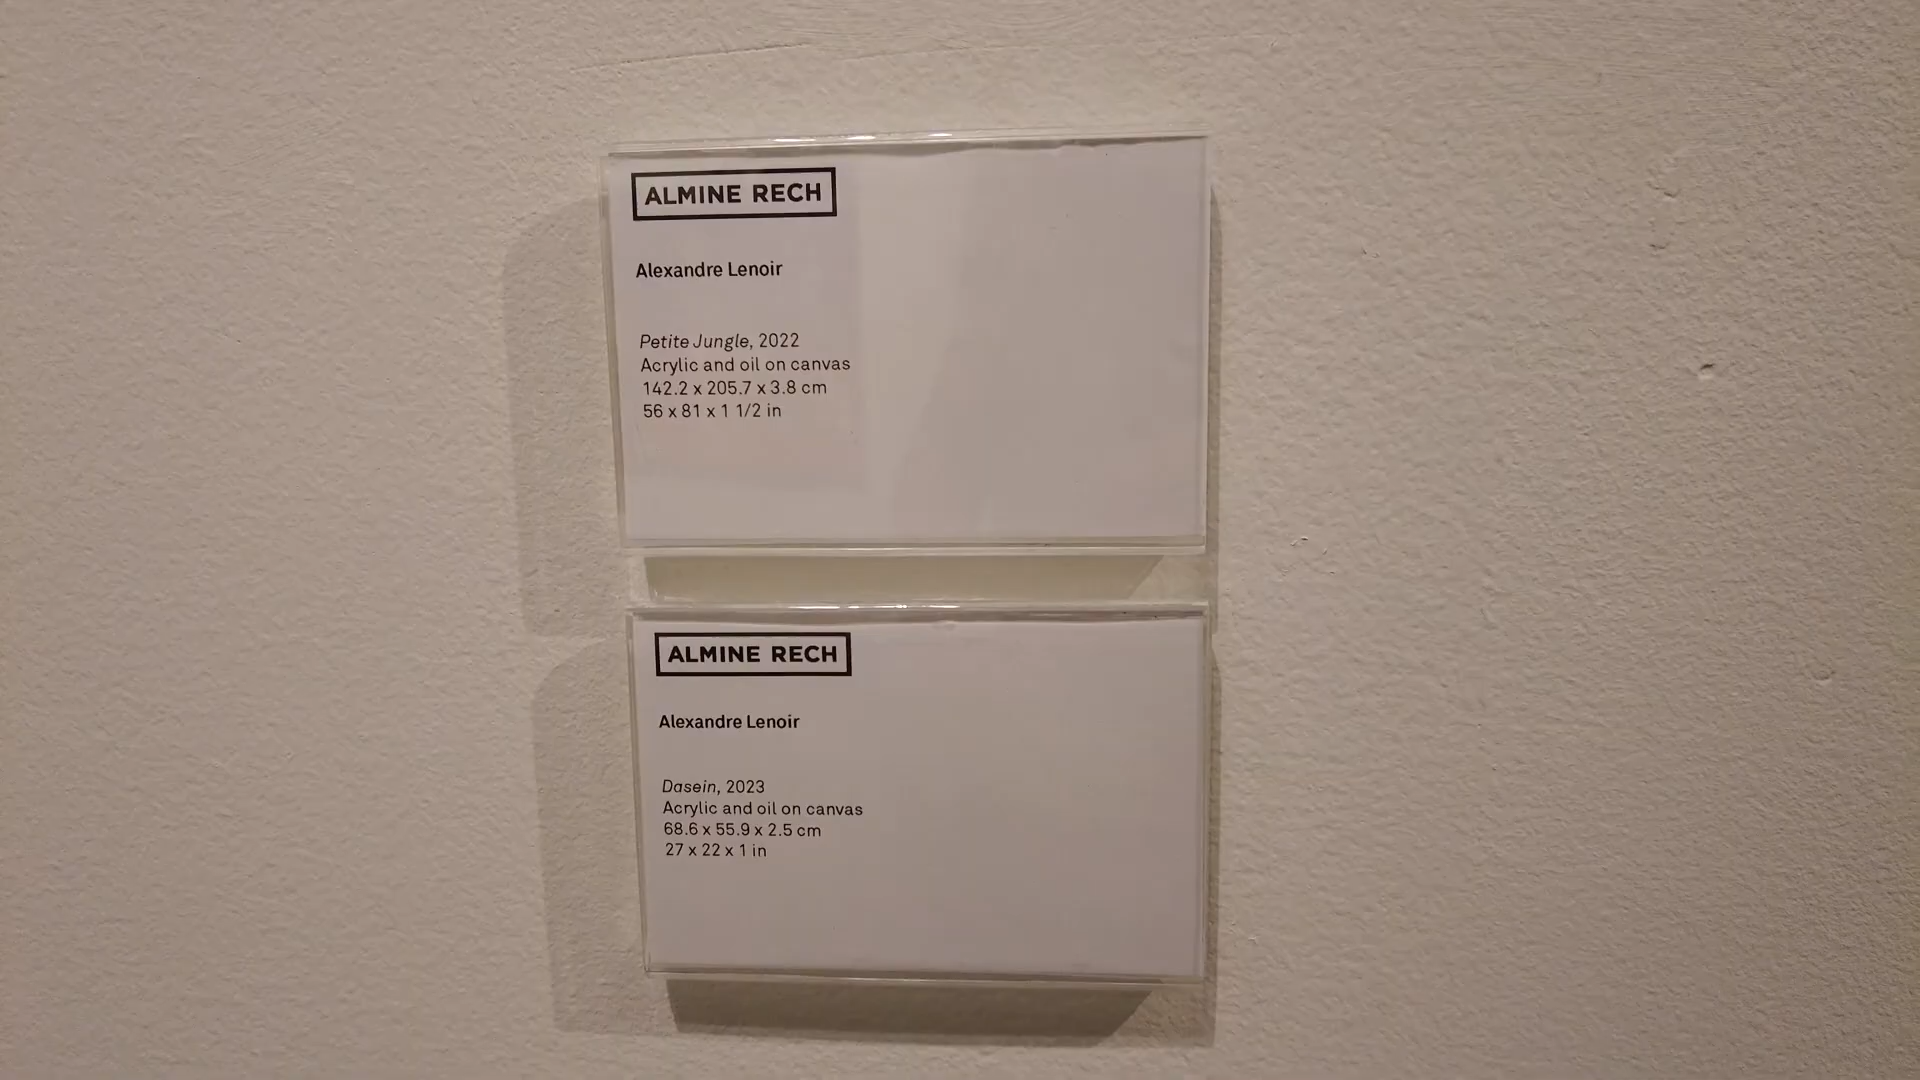 ALMINE RECH
Alexandre Lenoir
Petite Jungle, 2022
Acrylic and oil on canvas
142.2 x 205.7 x 3.8 cm
56 x 81 x 1 1/2 in
ALMINE RECH
Alexandre Lenoir
Dasein, 2023
Acrylic and oil on canvas
68.6 x 55.9 x 2.5 cm
27 x 22 x 1 in